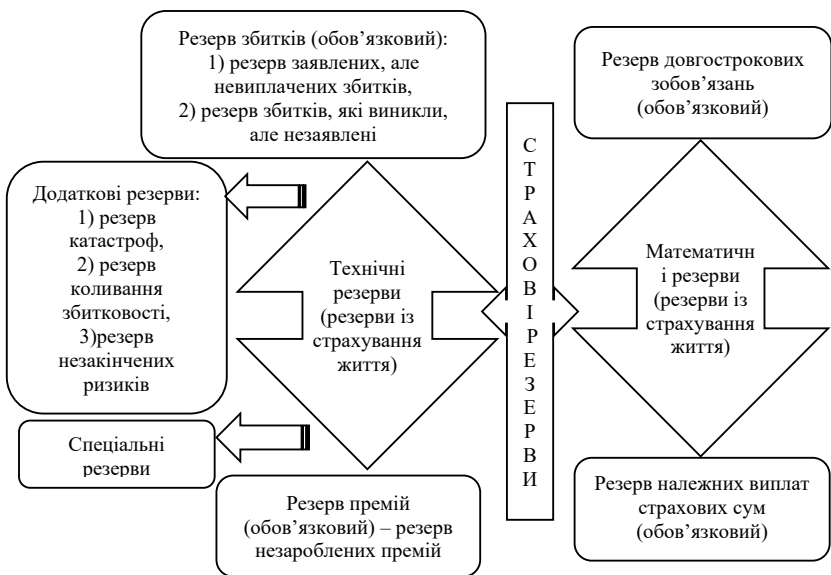 Резерв збитків (обов’язковий):
1) резерв заявлених, але
невиплачених збитків,
2) резерв збитків, які виникли,
але незаявлені
Додаткові резерви:
1) резерв
катастроф,
2) резерв
коливання
збитковості,
3)резерв
незакінчених
ризиків
Спеціальні
резерви
Технічні
резерви
(резерви із
страхування
життя)
Резерв премій
(обов’язковий) – резерв
незароблених премій
С
Т
Р
А
Х
О
В
І
Р
Е
З
Е
Р
В
И
Резерв довгострокових
зобов’язань
(обов’язковий)
Математичн
і резерви
(резерви із
страхування
життя)
Резерв належних виплат
страхових сум
(обов’язковий)